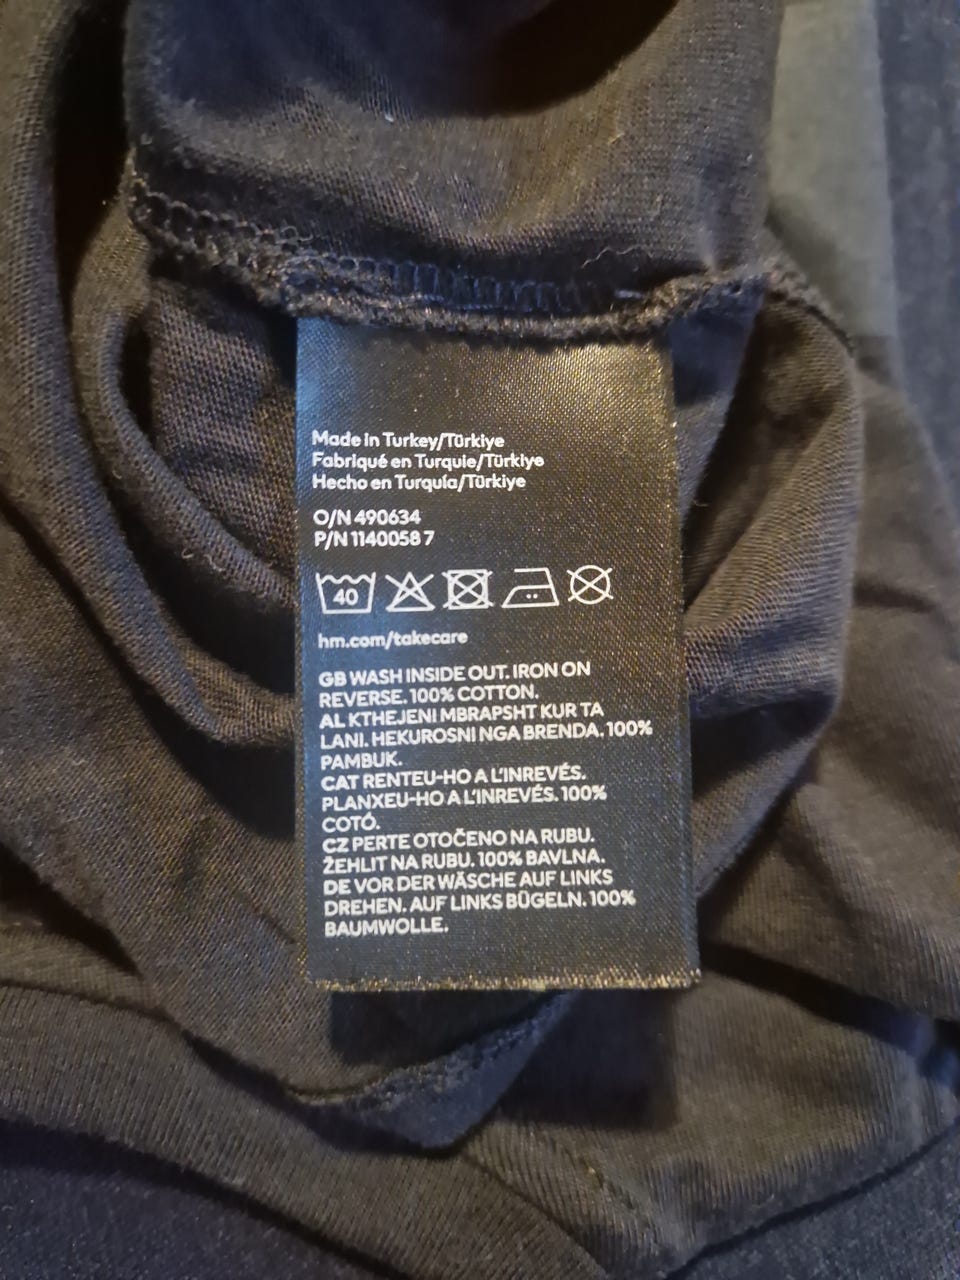 Made in Turkey/Türkiye
Fabriqué en Turquie/Türkiye
Hecho en Turquía/Türkiye
O/N 490634
P/N 1140058 7
40
hm.com/takecare
GB WASH INSIDE OUT. IRON ON
REVERSE. 100% COTTON.
AL KTHEJENI MBRAPSHT KUR TA
LANI. HEKUROSNI NGA BRENDA. 100%
PAMBUK.
CAT RENTEU-HO A L'INREVÉS.
PLANXEU-HO A L'INREVÉS. 100%
COTÓ.
CZ PERTE OTOČENO NA RUBU.
ŽEHLIT NA RUBU. 100% BAVLNA.
DE VOR DER WÄSCHE AUF LINKS
DREHEN. AUF LINKS BÜGELN. 100%
BAUMWOLLE.